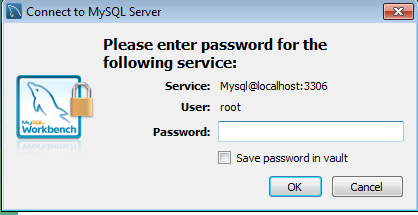 Connect to MySQL Server
Please enter password for the
following service:
Service: Mysql@localhost:3306
User: root
Password:
Save password in vault
MySQL
Workbench
OK Cancel